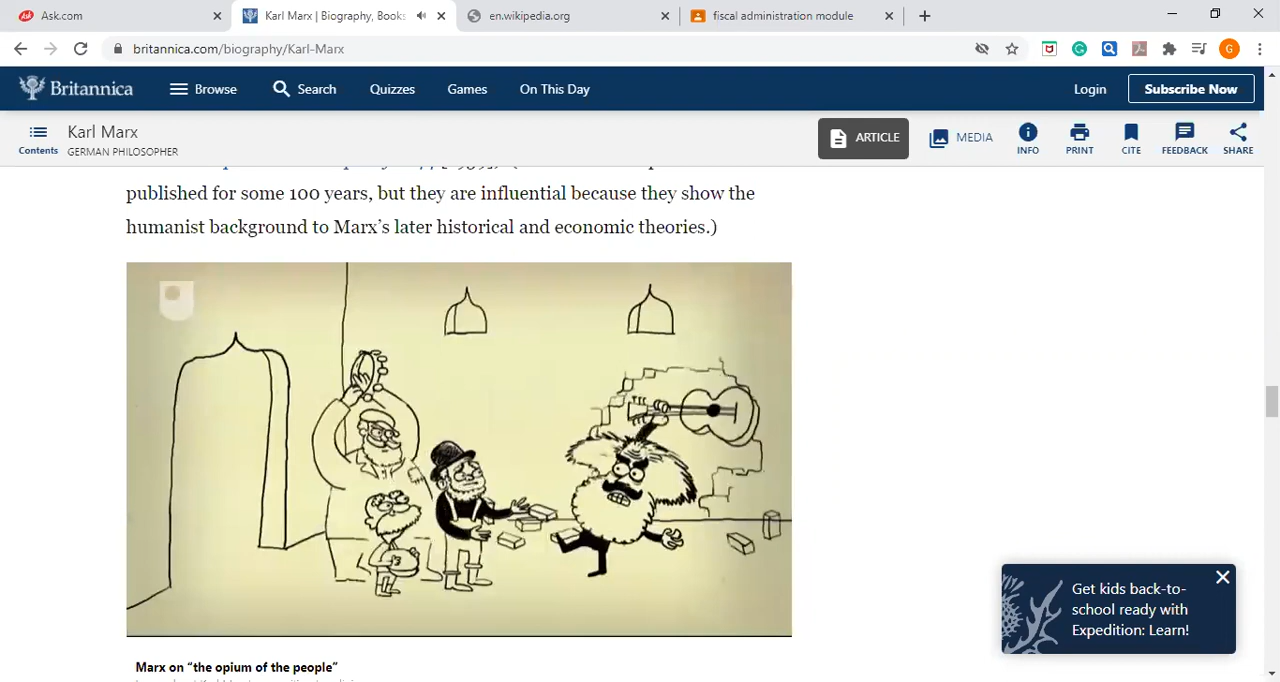 Ask.com
Karl Marx | Biography, Books
en.wikipedia.org
fiscal administration module
britannica.com/biography/Karl-Marx
G
Britannica
Browse
Search
Quizzes
Games
On This Day
Login
Subscribe Now
Contents
Karl Marx
GERMAN PHILOSOPHER
ARTICLE
MEDIA
INFO
PRINT
CITE
FEEDBACK
SHARE
published for some 100 years, but they are influential because they show the
humanist background to Marx’s later historical and economic theories.)
Get kids back-to-
school ready with
Expedition: Learn!
Marx on “the opium of the people”